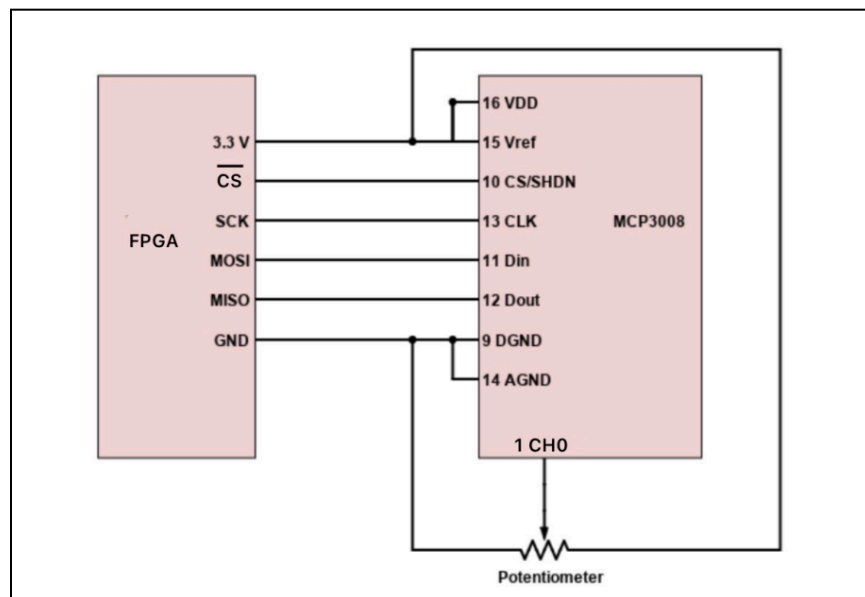 FPGA
3.3 V
CS
SCK
MOSI
MISO
GND
16 VDD
15 Vref
10 CS/SHDN
13 CLK
11 Din
12 Dout
9 DGND
14 AGND
MCP3008
1 CH0
Potentiometer